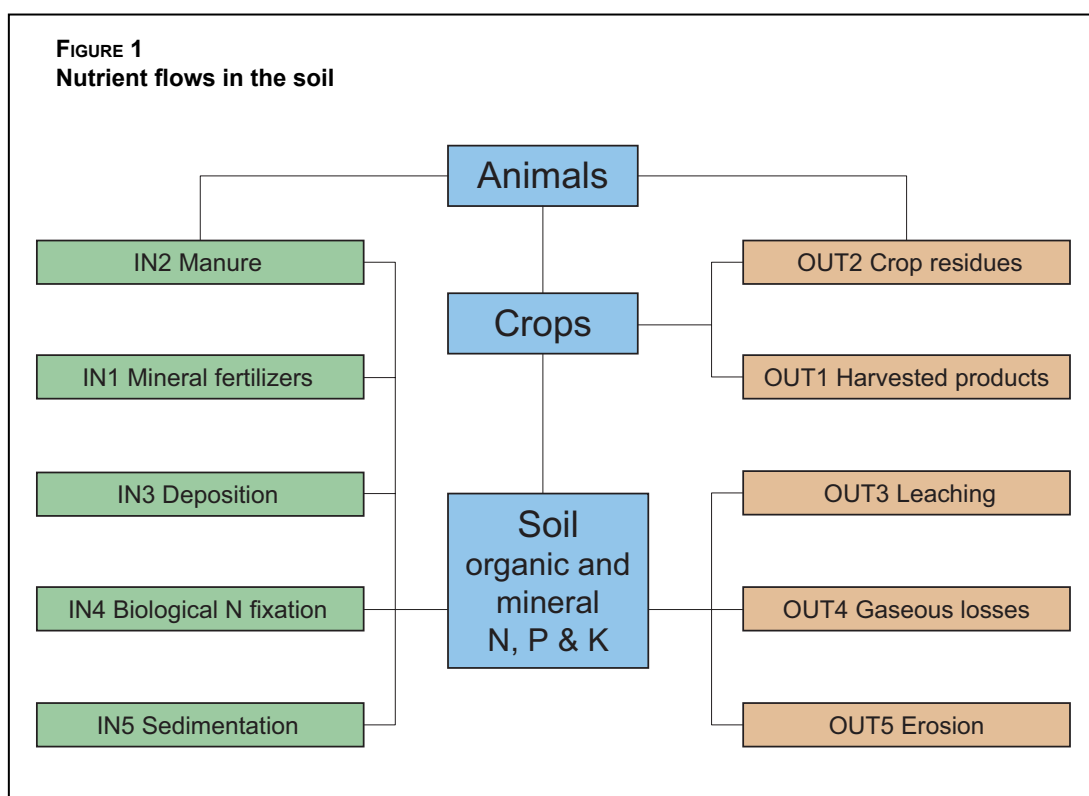 FIGURE 1
Nutrient flows in the soil
Animals
IN2 Manure
OUT2 Crop residues
Crops
IN1 Mineral fertilizers
OUT1 Harvested products
IN3 Deposition
Soil
organic and
mineral
N, P & K
OUT3 Leaching
IN4 Biological N fixation
OUT4 Gaseous losses
IN5 Sedimentation
OUT5 Erosion